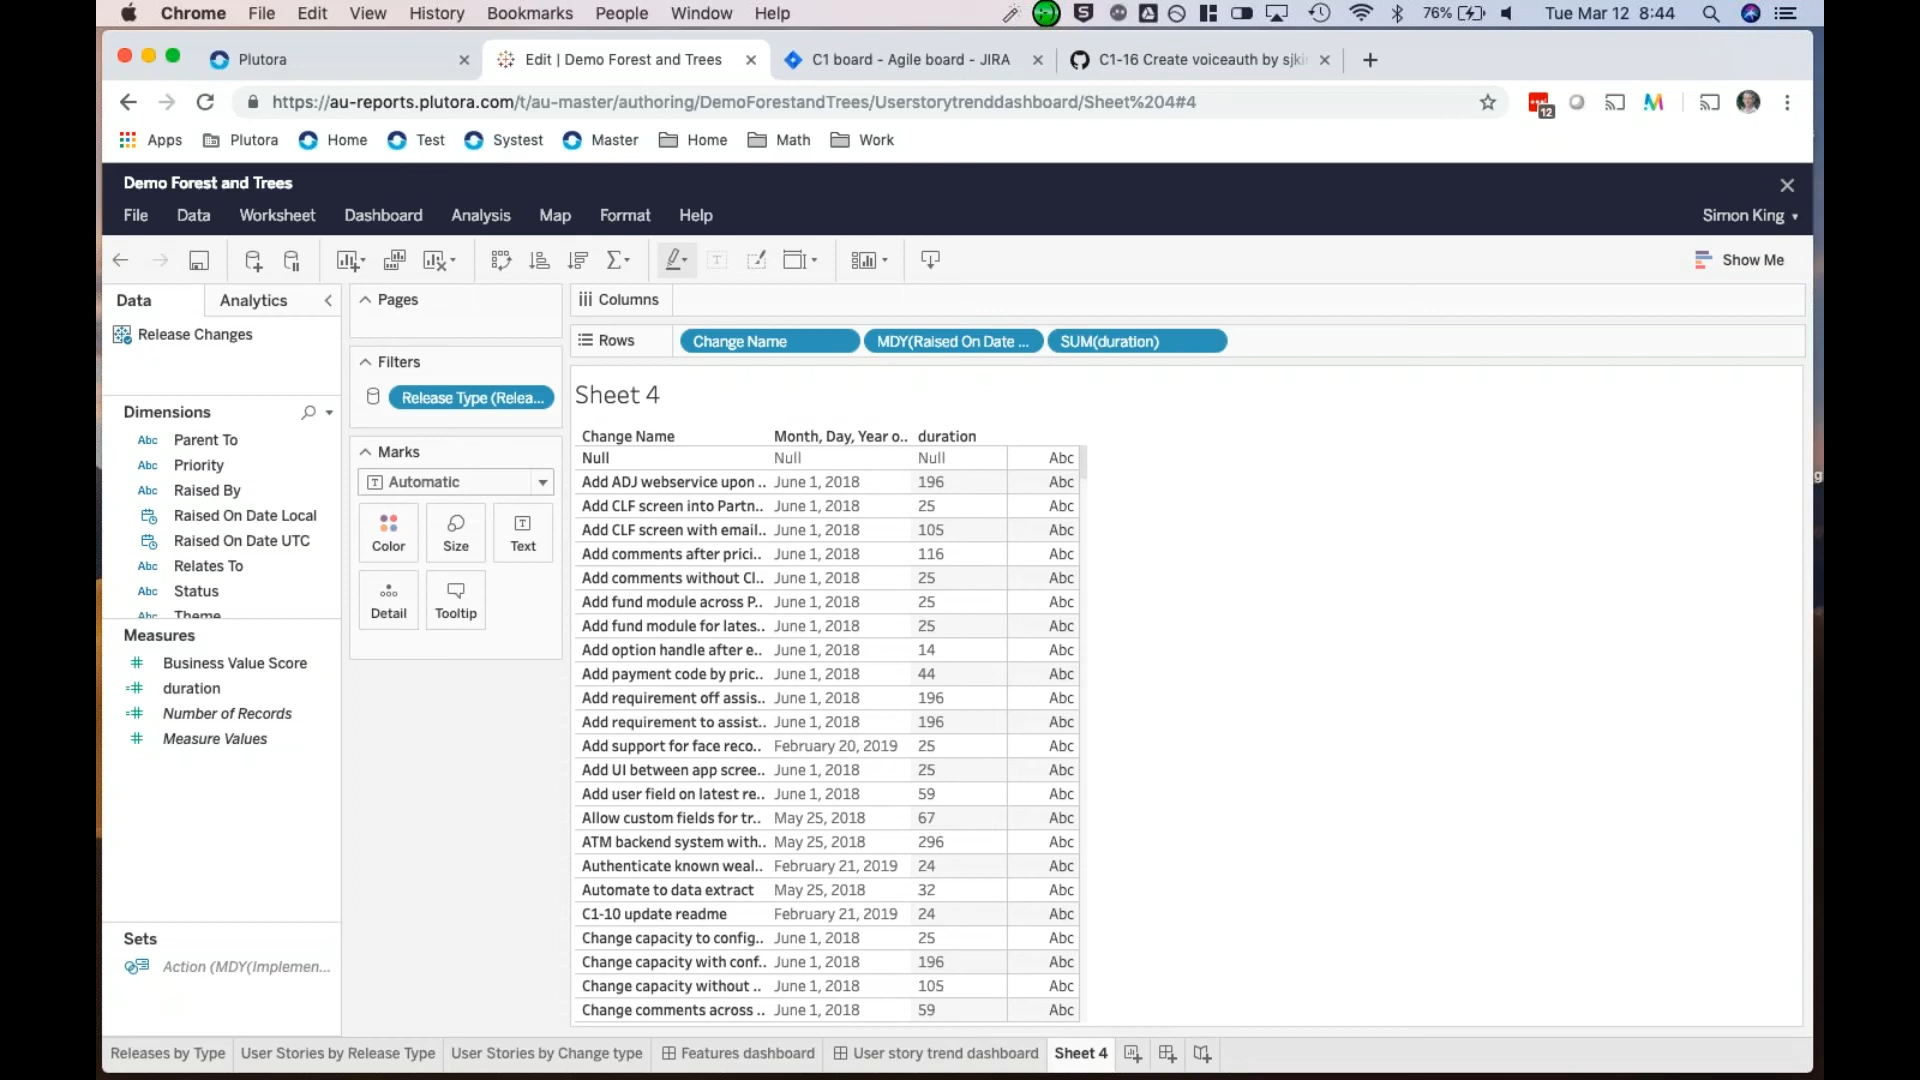 Chrome File Edit View History Bookmarks People Window Help 76% Tue Mar 12 8:44
Plutora
Edit | Demo Forest and Trees
C1 board - Agile board - JIRA
C1-16 Create voiceauth by sjki
https://au-reports.plutora.com/t/au-master/authoring/DemoForestandTrees/Userstorytrenddashboard/Sheet%204#4
12
Apps Plutora Home Test Systest Master Home Math Work
Demo Forest and Trees
File Data Worksheet Dashboard Analysis Map Format Help
Simon King
Show Me
Data Analytics
Release Changes
Dimensions
Abc Parent To
Abc Priority
Abc Raised By
Raised On Date Local
Raised On Date UTC
Abc Relates To
Abc Status
Abc Theme
Measures
Business Value Score
duration
Number of Records
Measure Values
Sets
Action (MDY(Implemen...
Pages
Filters
Release Type (Relea...
Marks
Automatic
Color Size Text
Detail Tooltip
Columns
Rows Change Name MDY(Raised On Date ... SUM(duration)
Sheet 4
Change Name Month, Day, Year o.. duration
Null Null Null Abc
Add ADJ webservice upon .. June 1, 2018 196 Abc
Add CLF screen into Partn.. June 1, 2018 25 Abc
Add CLF screen with email.. June 1, 2018 105 Abc
Add comments after prici.. June 1, 2018 116 Abc
Add comments without Cl.. June 1, 2018 25 Abc
Add fund module across P.. June 1, 2018 25 Abc
Add fund module for lates.. June 1, 2018 25 Abc
Add option handle after e.. June 1, 2018 14 Abc
Add payment code by pric.. June 1, 2018 44 Abc
Add requirement off assis.. June 1, 2018 196 Abc
Add requirement to assist.. June 1, 2018 196 Abc
Add support for face reco.. February 20, 2019 25 Abc
Add UI between app scree.. June 1, 2018 25 Abc
Add user field on latest re.. June 1, 2018 59 Abc
Allow custom fields for tr.. May 25, 2018 67 Abc
ATM backend system with.. May 25, 2018 296 Abc
Authenticate known weal.. February 21, 2019 24 Abc
Automate to data extract May 25, 2018 32 Abc
C1-10 update readme February 21, 2019 24 Abc
Change capacity to config.. June 1, 2018 25 Abc
Change capacity with conf.. June 1, 2018 196 Abc
Change capacity without .. June 1, 2018 105 Abc
Change comments across .. June 1, 2018 59 Abc
Releases by Type User Stories by Release Type User Stories by Change type Features dashboard User story trend dashboard Sheet 4